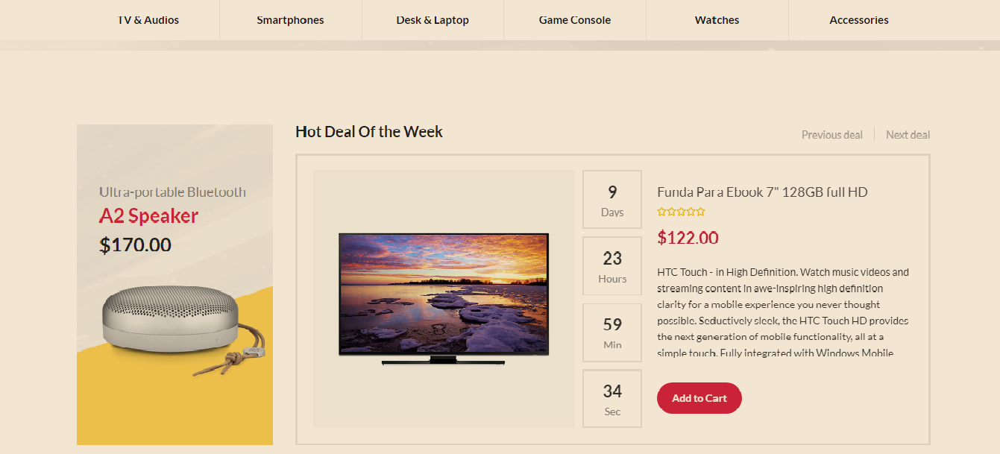 TV & Audios
Smartphones
Desk & Laptop
Game Console
Watches
Accessories
Ultra-portable Bluetooth
A2 Speaker
$170.00
Hot Deal Of the Week
Previous deal
Next deal
9
Days
23
Hours
59
Min
34
Sec
Funda Para Ebook 7" 128GB full HD
$122.00
HTC Touch - in High Definition. Watch music videos and
streaming content in awe-inspiring high definition
clarity for a mobile experience you never thought
possible. Seductively sleek, the HTC Touch HD provides
the next generation of mobile functionality, all at a
simple touch. Fully integrated with Windows Mobile
Add to Cart